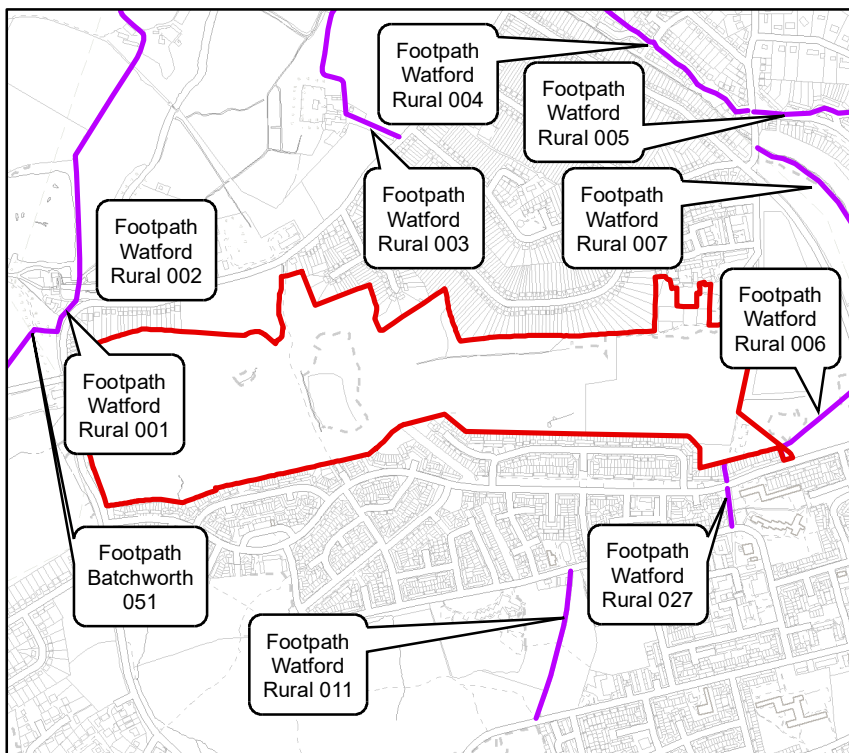 Footpath
Watford
Rural 004
Footpath
Watford
Rural 005
Footpath
Watford
Rural 003
Footpath
Watford
Rural 007
Footpath
Watford
Rural 002
Footpath
Watford
Rural 006
Footpath
Watford
Rural 001
Footpath
Batchworth
051
Footpath
Watford
Rural 027
Footpath
Watford
Rural 011